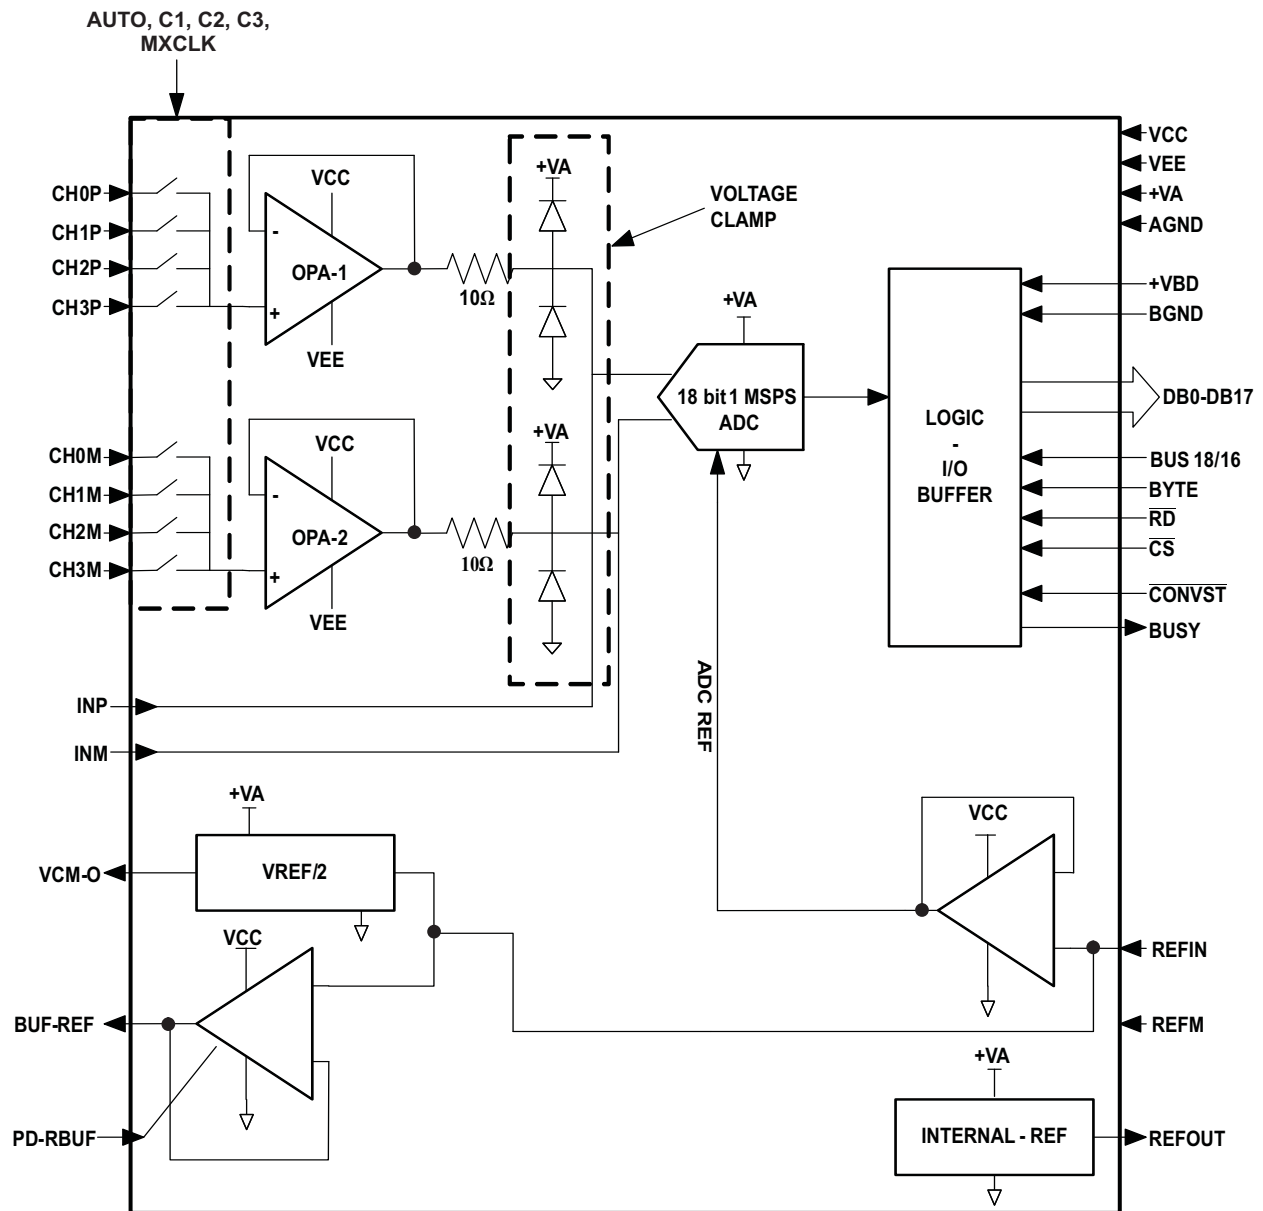 AUTO, C1, C2, C3,
MXCLK
CH0P
CH1P
CH2P
CH3P
VCC
-
OPA-1
+
VEE
10Ω
+VA
VOLTAGE
CLAMP
VCC
VEE
+VA
AGND
+VBD
BGND
DB0-DB17
BUS 18/16
BYTE
RD
CS
CONVST
BUSY
+VA
18 bit 1 MSPS
ADC
LOGIC
-
I/O
BUFFER
CH0M
CH1M
CH2M
CH3M
VCC
-
OPA-2
+
VEE
10Ω
+VA
INP
INM
ADC REF
+VA
VREF/2
VCM-O
VCC
BUF-REF
PD-RBUF
VCC
REFIN
REFM
+VA
INTERNAL - REF
REFOUT